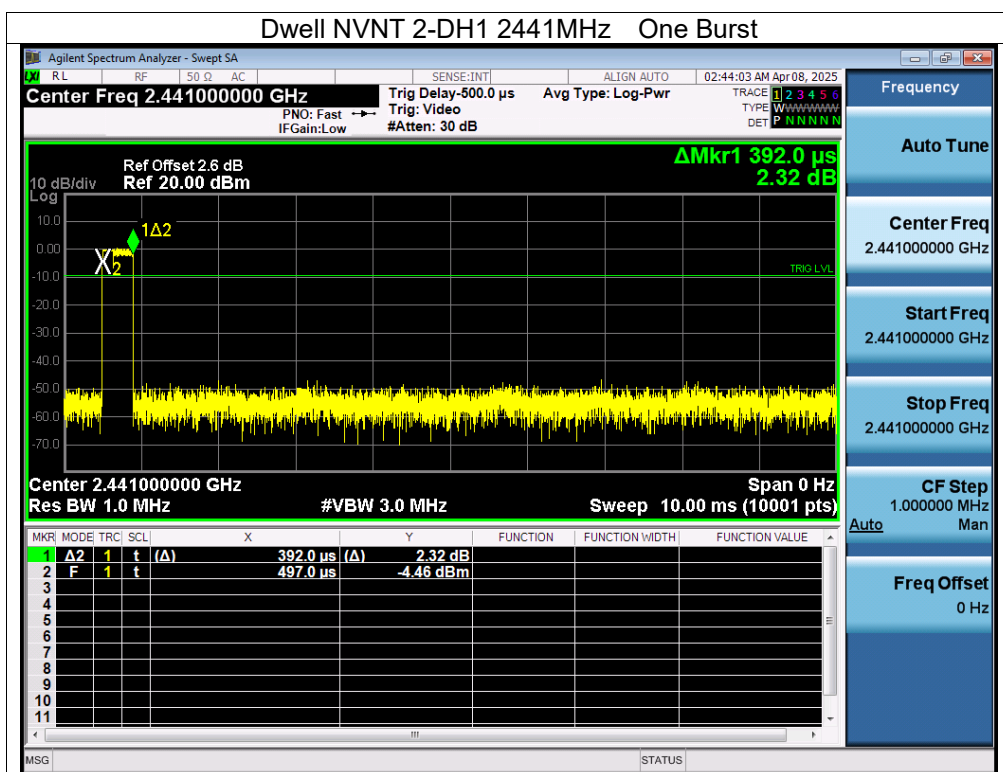 Dwell NVNT 2-DH1 2441MHz One Burst
Agilent Spectrum Analyzer - Swept SA
LXI RL RF 50 Ω AC SENSE:INT ALIGN AUTO 02:44:03 AM Apr 08, 2025
Center Freq 2.441000000 GHz Trig Delay-500.0 µs Avg Type: Log-Pwr TRACE 1 2 3 4 5 6
PNO: Fast Trig: Video TYPE WWWWWWW
IFGain:Low #Atten: 30 dB DET P N N N N N
Frequency
Auto Tune
Center Freq
2.441000000 GHz
Start Freq
2.441000000 GHz
Stop Freq
2.441000000 GHz
CF Step
1.000000 MHz
Auto Man
Freq Offset
0 Hz
ΔMkr1 392.0 µs
2.32 dB
Ref Offset 2.6 dB
10 dB/div Ref 20.00 dBm
Log
10.0
0.00
-10.0
-20.0
-30.0
-40.0
-50.0
-60.0
-70.0
1Δ2
X2
TRIG LVL
Center 2.441000000 GHz Span 0 Hz
Res BW 1.0 MHz #VBW 3.0 MHz Sweep 10.00 ms (10001 pts)
MKR MODE TRC SCL X Y FUNCTION FUNCTION WIDTH FUNCTION VALUE
1 Δ2 1 t (Δ) 392.0 µs (Δ) 2.32 dB
2 F 1 t 497.0 µs -4.46 dBm
3
4
5
6
7
8
9
10
11
MSG STATUS